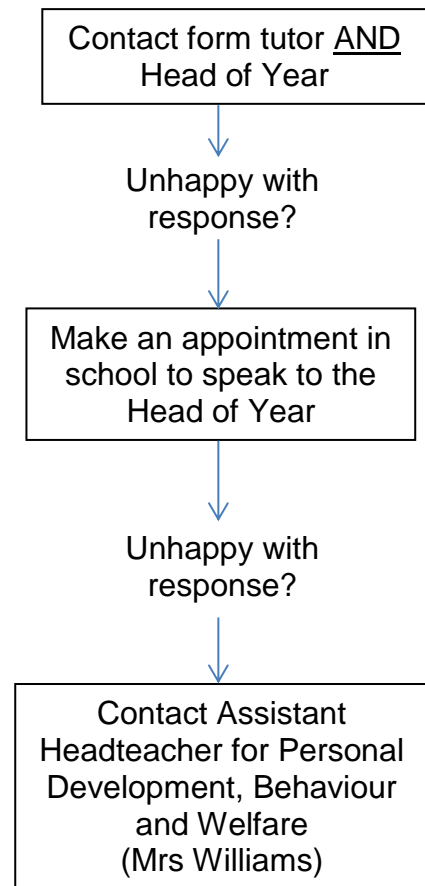 Contact form tutor AND
Head of Year
Unhappy with
response?
Make an appointment in
school to speak to the
Head of Year
Unhappy with
response?
Contact Assistant
Headteacher for Personal
Development, Behaviour
and Welfare
(Mrs Williams)